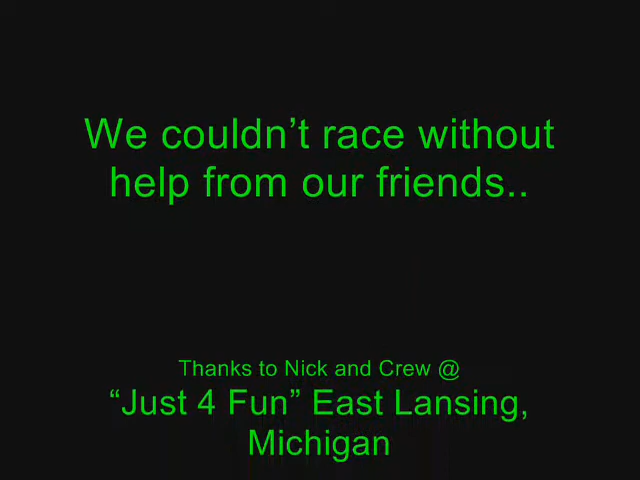 We couldn’t race without
help from our friends..
Thanks to Nick and Crew @
“Just 4 Fun” East Lansing,
Michigan